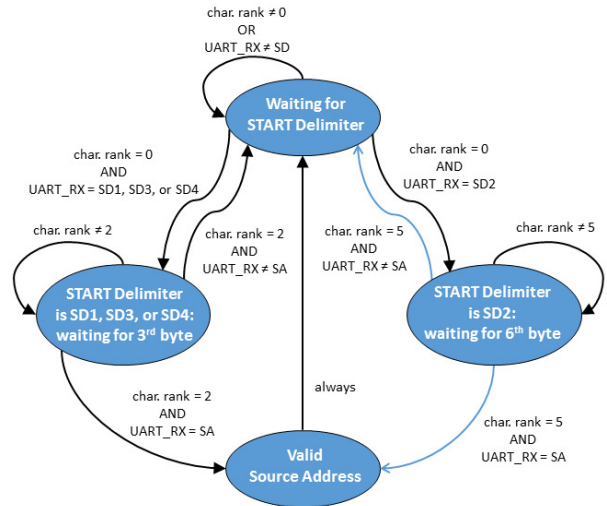 char. rank ≠ 0
OR
UART_RX ≠ SD
Waiting for
START Delimiter
char. rank = 0
AND
UART_RX = SD1, SD3, or SD4
char. rank = 0
AND
UART_RX = SD2
char. rank = 2
AND
UART_RX ≠ SA
char. rank = 5
AND
UART_RX ≠ SA
char. rank ≠ 2
char. rank ≠ 5
START Delimiter
is SD1, SD3, or SD4:
waiting for 3rd byte
START Delimiter
is SD2:
waiting for 6th byte
always
char. rank = 2
AND
UART_RX = SA
char. rank = 5
AND
UART_RX = SA
Valid
Source Address